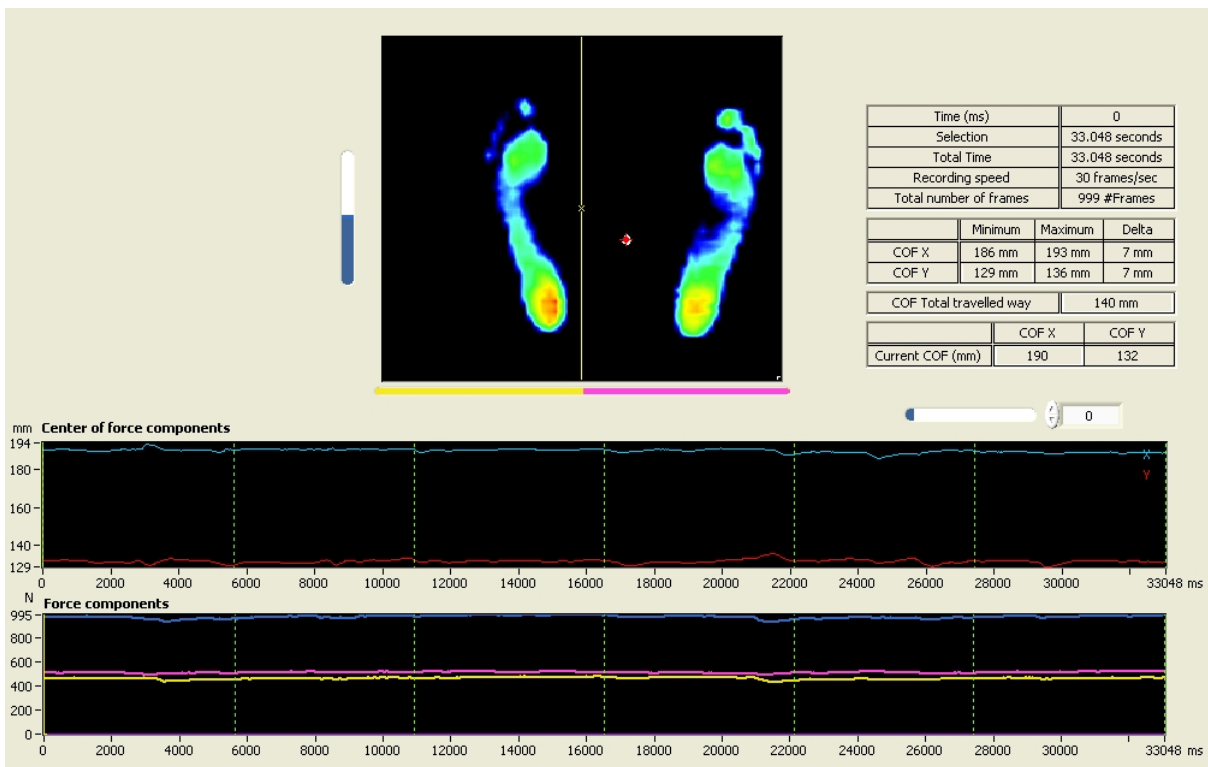 Time (ms) 0
Selection 33.048 seconds
Total Time 33.048 seconds
Recording speed 30 frames/sec
Total number of frames 999 #Frames
Minimum Maximum Delta
COF X 186 mm 193 mm 7 mm
COF Y 129 mm 136 mm 7 mm
COF Total travelled way 140 mm
COF X COF Y
Current COF (mm) 190 132
0
mm Center of force components
194
180
160
140
129
X
Y
0 2000 4000 6000 8000 10000 12000 14000 16000 18000 20000 22000 24000 26000 28000 30000 33048 ms
N Force components
995
800
600
400
200
0
0 2000 4000 6000 8000 10000 12000 14000 16000 18000 20000 22000 24000 26000 28000 30000 33048 ms